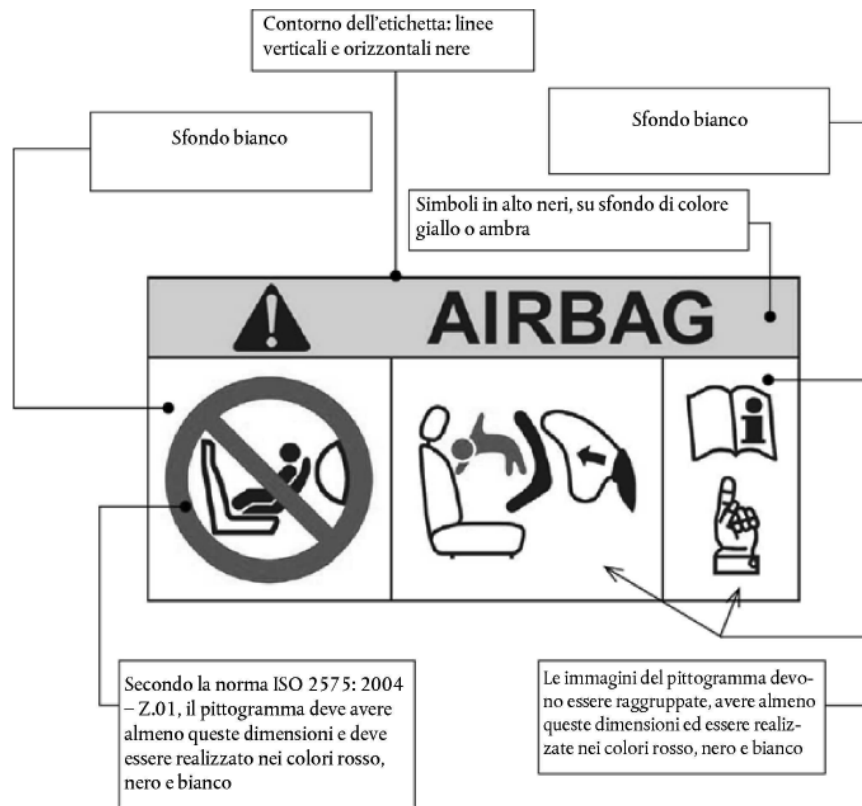 Contorno dell'etichetta: linee
verticali e orizzontali nere
Sfondo bianco
Sfondo bianco
Simboli in alto neri, su sfondo di colore
giallo o ambra
AIRBAG
Secondo la norma ISO 2575: 2004
– Z.01, il pittogramma deve avere
almeno queste dimensioni e deve
essere realizzato nei colori rosso,
nero e bianco
Le immagini del pittogramma devo-
no essere raggruppate, avere almeno
queste dimensioni ed essere realiz-
zate nei colori rosso, nero e bianco